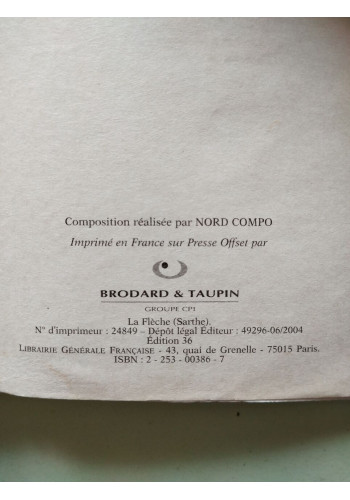 Composition réalisée par NORD COMPO
Imprimé en France sur Presse Offset par
BRODARD & TAUPIN
GROUPE CPI
La Flèche (Sarthe).
N° d'imprimeur : 24849 – Dépôt légal Éditeur : 49296-06/2004
Édition 36
LIBRAIRIE GÉNÉRALE FRANÇAISE - 43, quai de Grenelle - 75015 Paris.
ISBN : 2 - 253 - 00386 - 7